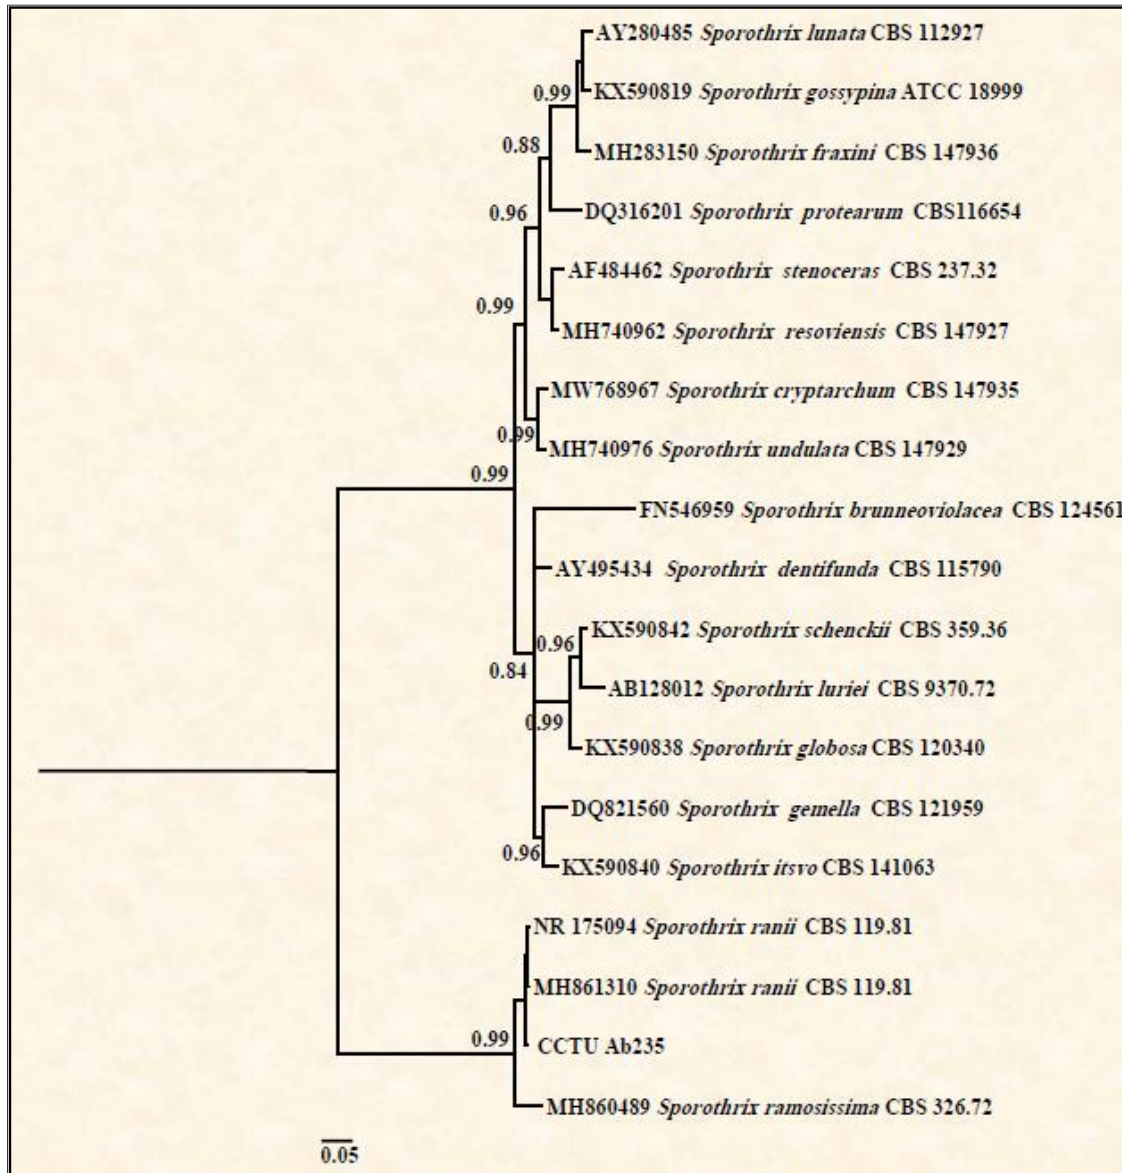 AY280485 Sporothrix lunata CBS 112927
0.99
KX590819 Sporothrix gossypina ATCC 18999
0.88
MH283150 Sporothrix fraxini CBS 147936
0.96
DQ316201 Sporothrix protearum CBS116654
AF484462 Sporothrix stenoceras CBS 237.32
0.99
MH740962 Sporothrix resoviensis CBS 147927
MW768967 Sporothrix cryptarchum CBS 147935
0.99
MH740976 Sporothrix undulata CBS 147929
0.99
FN546959 Sporothrix brunneoviolacea CBS 124561
AY495434 Sporothrix dentifunda CBS 115790
KX590842 Sporothrix schenckii CBS 359.36
0.96
0.84
AB128012 Sporothrix luriei CBS 9370.72
0.99
KX590838 Sporothrix globosa CBS 120340
DQ821560 Sporothrix gemella CBS 121959
0.96
KX590840 Sporothrix itsvo CBS 141063
NR 175094 Sporothrix ranii CBS 119.81
MH861310 Sporothrix ranii CBS 119.81
0.99
CCTU Ab235
MH860489 Sporothrix ramosissima CBS 326.72
0.05